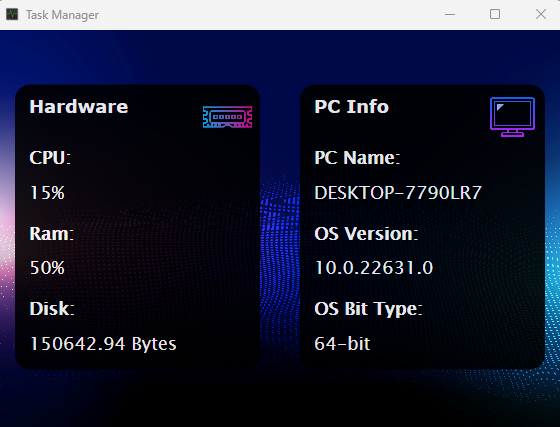 Task Manager
Hardware
CPU:
15%
Ram:
50%
Disk:
150642.94 Bytes
PC Info
PC Name:
DESKTOP-7790LR7
OS Version:
10.0.22631.0
OS Bit Type:
64-bit